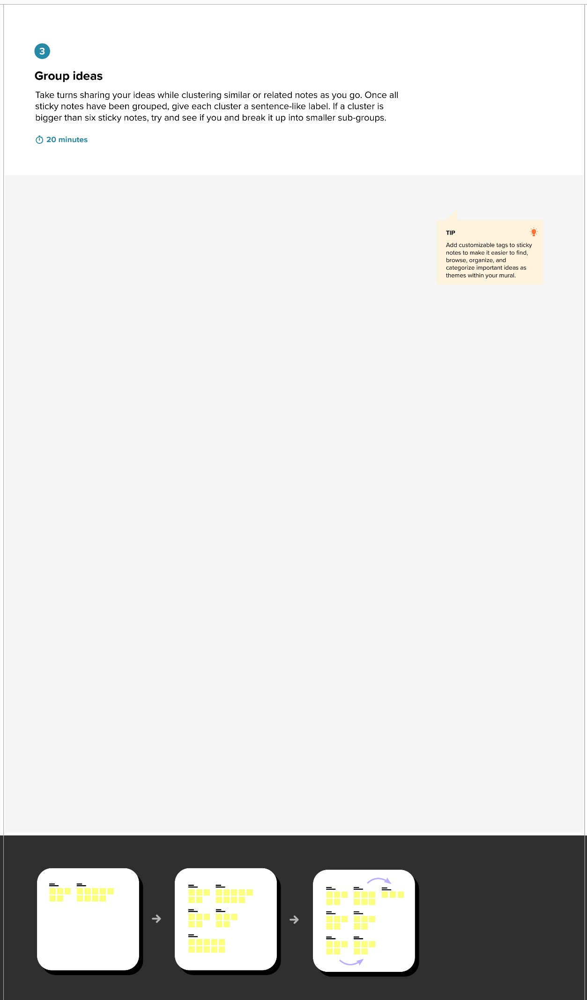 3
Group ideas
Take turns sharing your ideas while clustering similar or related notes as you go. Once all
sticky notes have been grouped, give each cluster a sentence-like label. If a cluster is
bigger than six sticky notes, try and see if you and break it up into smaller sub-groups.
20 minutes
TIP
Add customizable tags to sticky
notes to make it easier to find,
browse, organize, and
categorize important ideas as
themes within your mural.